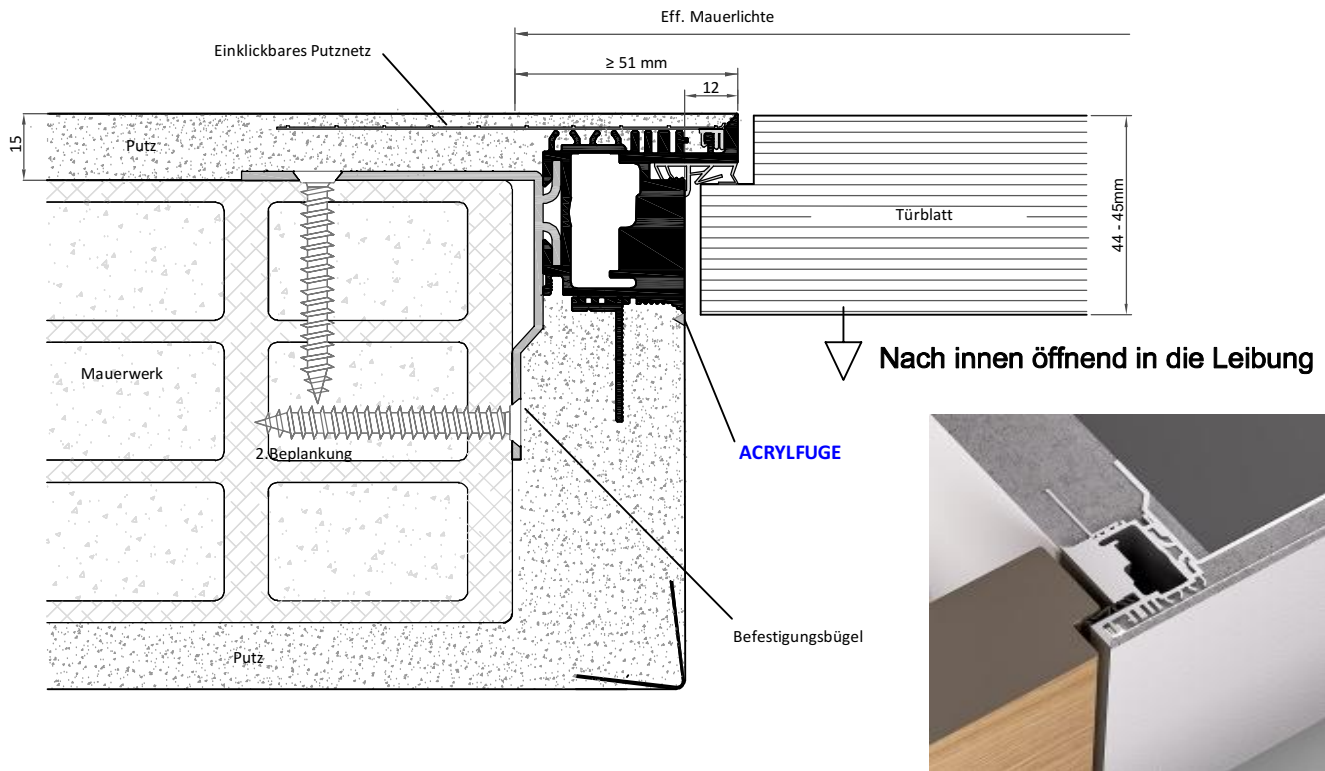 Eff. Mauerlichte
Einklickbares Putznetz
≥ 51 mm
12
15
Putz
Türblatt
44 - 45mm
Nach innen öffnend in die Leibung
Mauerwerk
2.Beplankung
ACRYLFUGE
Befestigungsbügel
Putz